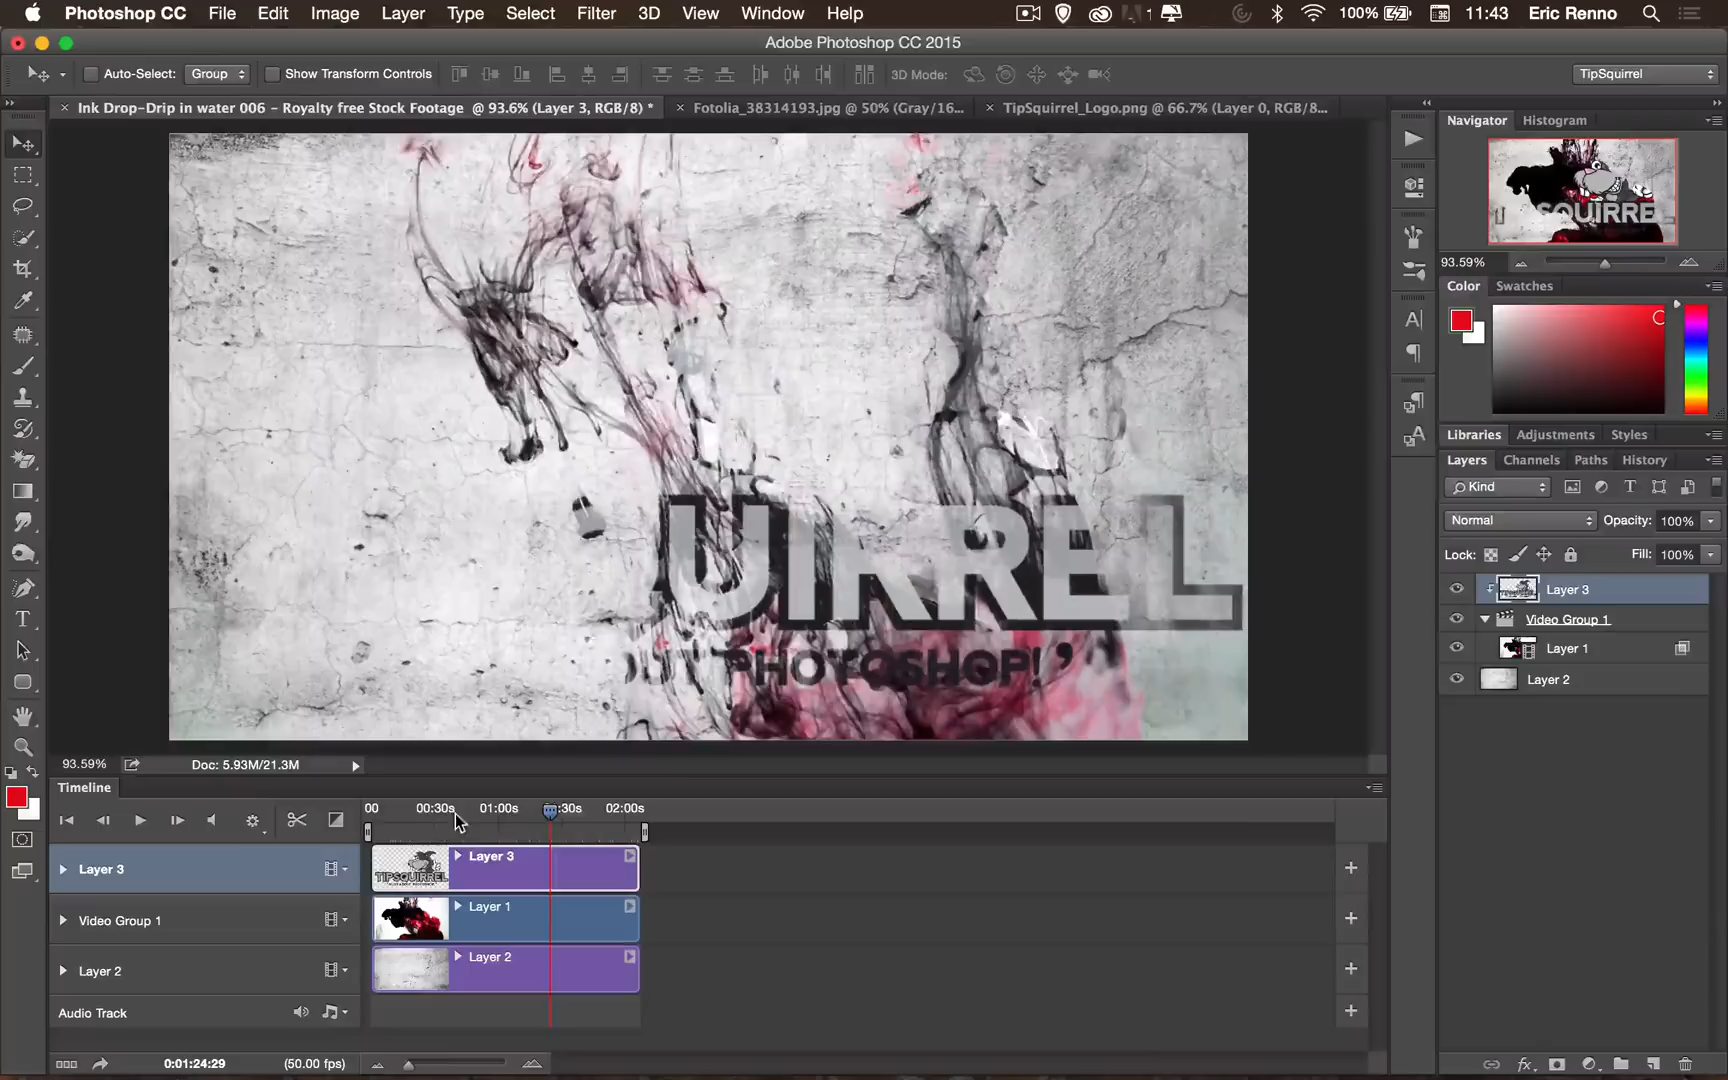 Photoshop CC File Edit Image Layer Type Select Filter 3D View Window Help 1 100% 11:43 Eric Renno
Adobe Photoshop CC 2015
Auto-Select: Group Show Transform Controls 3D Mode: TipSquirrel
Ink Drop-Drip in water 006 - Royalty free Stock Footage @ 93.6% (Layer 3, RGB/8) * Fotolia_38314193.jpg @ 50% (Gray/16... TipSquirrel_Logo.png @ 66.7% (Layer 0, RGB/8...
Navigator Histogram
SQUIRREL
93.59%
Color Swatches
Libraries Adjustments Styles
Layers Channels Paths History
Kind
Normal Opacity: 100%
Lock: Fill: 100%
Layer 3
Video Group 1
Layer 1
Layer 2
UIRREL
OUT PHOTOSHOP!’
93.59% Doc: 5.93M/21.3M
Timeline
00 00:30s 01:00s :30s 02:00s
Layer 3 TIPSQUIRREL Layer 3
Video Group 1 Layer 1
Layer 2 Layer 2
Audio Track
0:01:24:29 (50.00 fps)